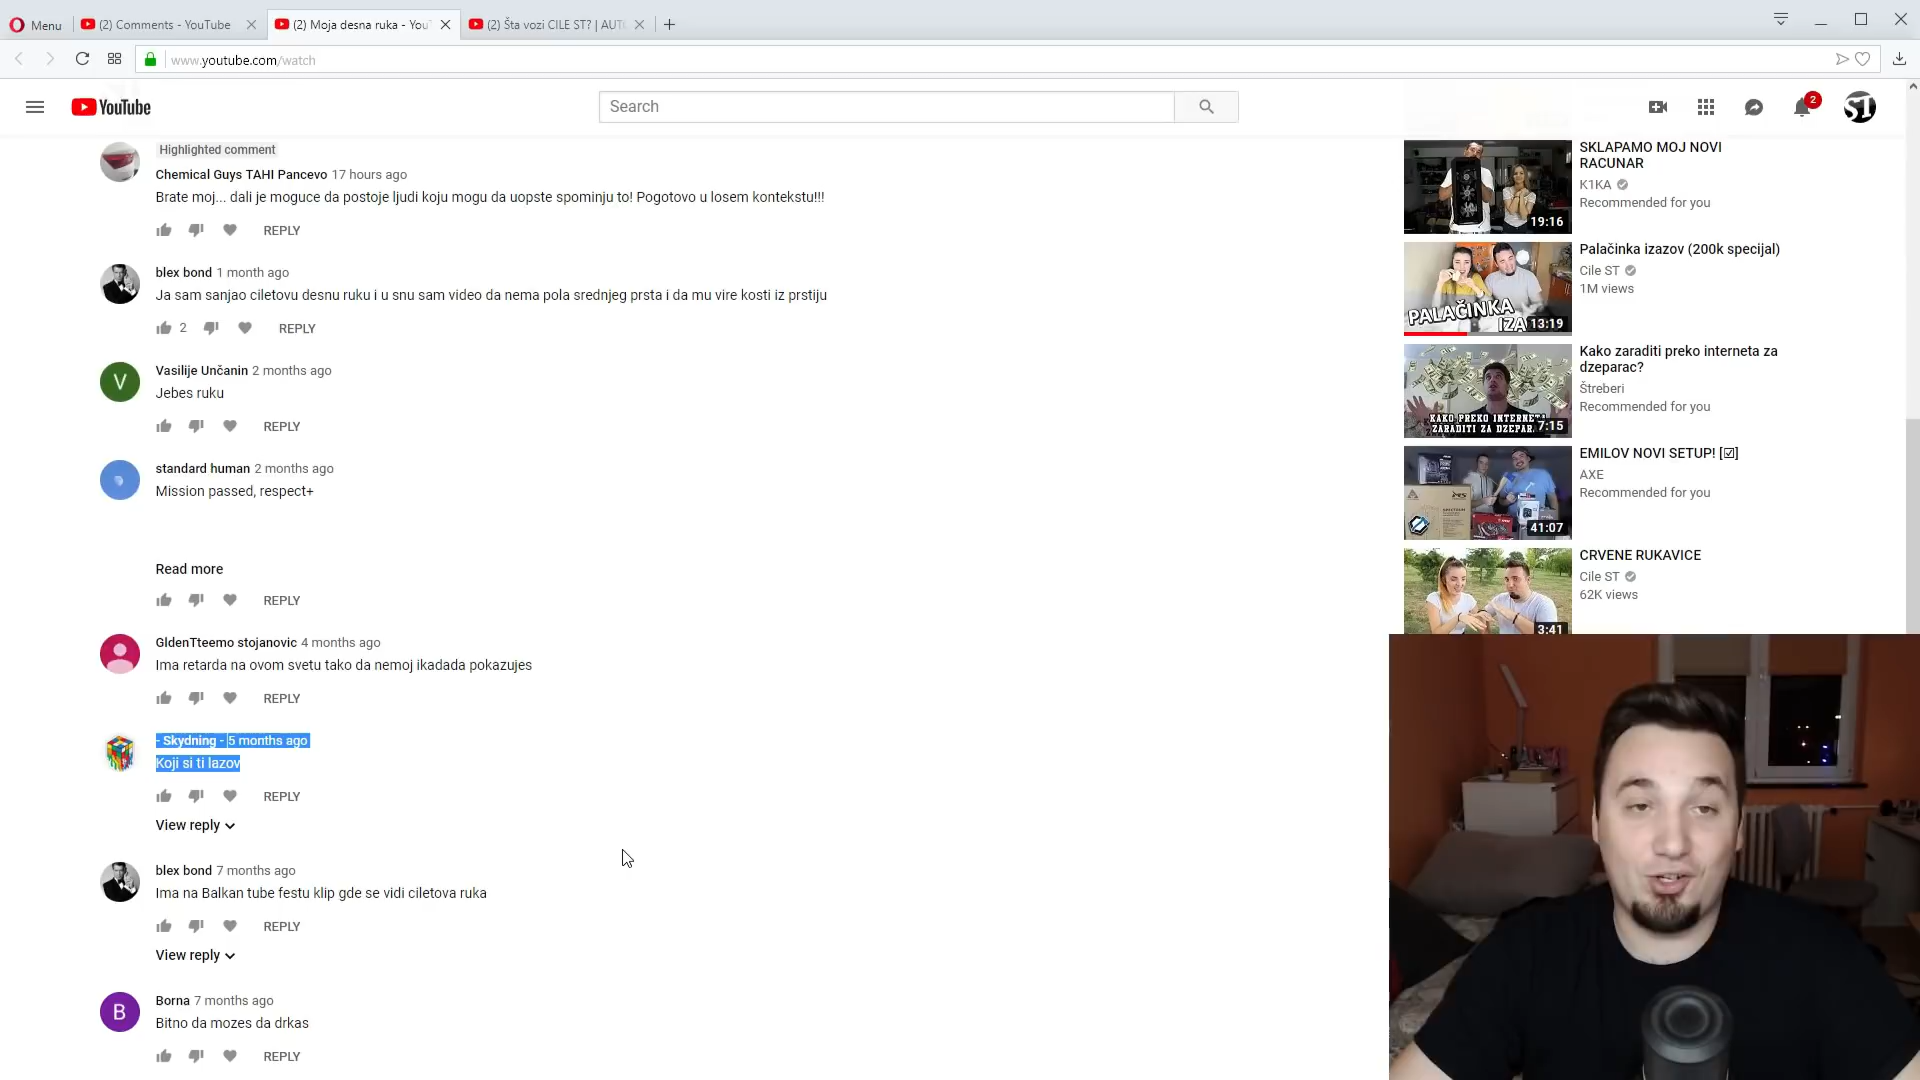 Menu
(2) Comments - YouTube
(2) Moja desna ruka - You
(2) Šta vozi CILE ST? | AUT
www.youtube.com/watch
YouTube
Search
2
ST
Highlighted comment
Chemical Guys TAHI Pancevo 17 hours ago
Brate moj... dali je moguce da postoje ljudi koju mogu da uopste spominju to! Pogotovo u losem kontekstu!!!
REPLY
blex bond 1 month ago
Ja sam sanjao ciletovu desnu ruku i u snu sam video da nema pola srednjeg prsta i da mu vire kosti iz prstiju
2 REPLY
V
Vasilije Unčanin 2 months ago
Jebes ruku
REPLY
standard human 2 months ago
Mission passed, respect+
Read more
REPLY
GldenTteemo stojanovic 4 months ago
Ima retarda na ovom svetu tako da nemoj ikadada pokazujes
REPLY
- Skydning - 5 months ago
Koji si ti lazov
REPLY
View reply
blex bond 7 months ago
Ima na Balkan tube festu klip gde se vidi ciletova ruka
REPLY
View reply
B
Borna 7 months ago
Bitno da mozes da drkas
REPLY
19:16
SKLAPAMO MOJ NOVI
RACUNAR
K1KA
Recommended for you
PALAČINKA
IZA
13:19
Palačinka izazov (200k specijal)
Cile ST
1M views
KAKO PREKO INTERNETA
ZARADITI ZA DZEPAR
7:15
Kako zaraditi preko interneta za
dzeparac?
Štreberi
Recommended for you
41:07
EMILOV NOVI SETUP! [☑]
AXE
Recommended for you
3:41
CRVENE RUKAVICE
Cile ST
62K views